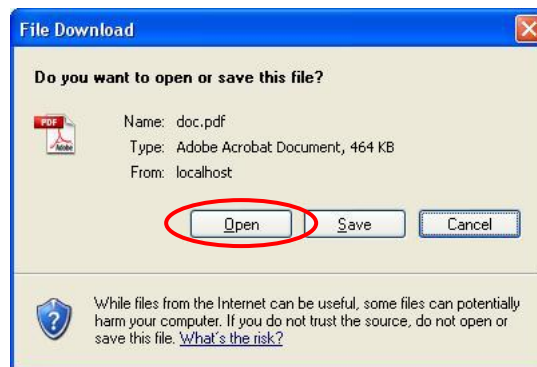 File Download
Do you want to open or save this file?
PDF
Adobe
Name: doc.pdf
Type: Adobe Acrobat Document, 464 KB
From: localhost
Open Save Cancel
While files from the Internet can be useful, some files can potentially
harm your computer. If you do not trust the source, do not open or
save this file. What's the risk?